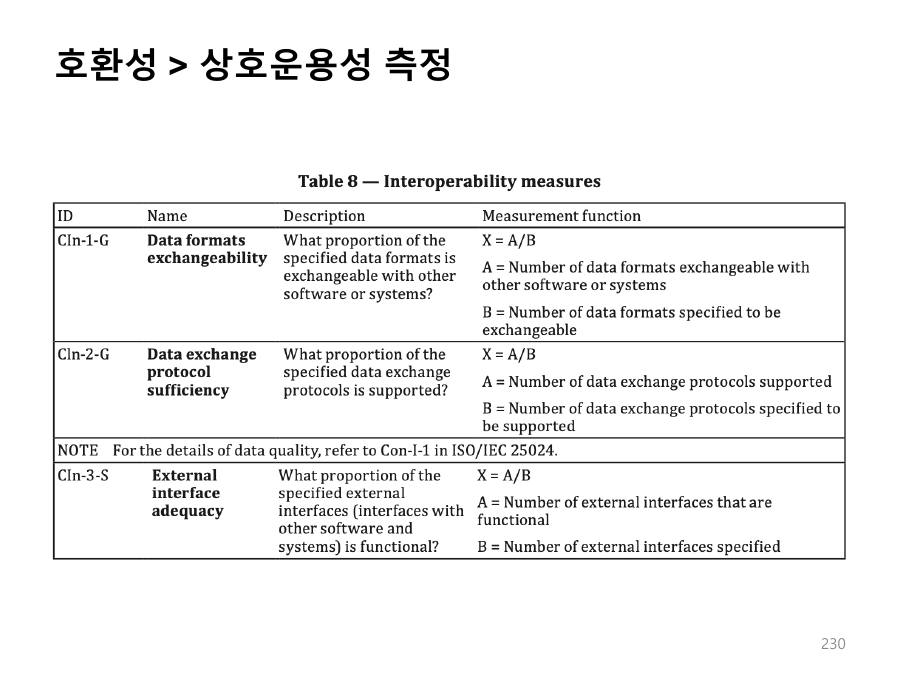 호환성 > 상호운용성 측정
Table 8 — Interoperability measures
ID Name Description Measurement function
CIn-1-G Data formats What proportion of the X = A/B
exchangeability specified data formats is A = Number of data formats exchangeable with
exchangeable with other other software or systems
software or systems? B = Number of data formats specified to be
exchangeable
CIn-2-G Data exchange What proportion of the X = A/B
protocol specified data exchange A = Number of data exchange protocols supported
sufficiency protocols is supported? B = Number of data exchange protocols specified to
be supported
NOTE For the details of data quality, refer to Con-I-1 in ISO/IEC 25024.
CIn-3-S External What proportion of the X = A/B
interface specified external A = Number of external interfaces that are
adequacy interfaces (interfaces with functional
other software and
systems) is functional? B = Number of external interfaces specified
230